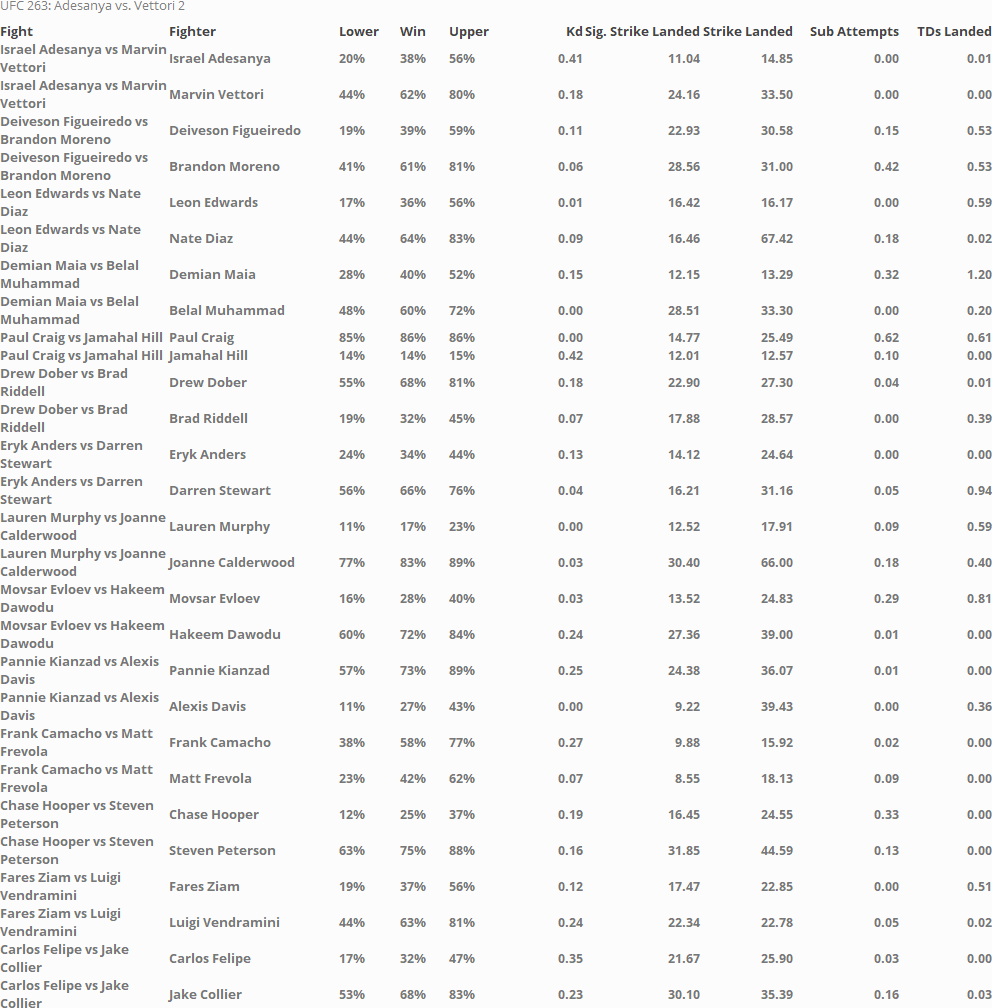 UFC 263: Adesanya vs. Vettori 2
Fight Fighter Lower Win Upper Kd Sig. Strike Landed Strike Landed Sub Attempts TDs Landed
Israel Adesanya vs Marvin
Vettori Israel Adesanya 20% 38% 56% 0.41 11.04 14.85 0.00 0.01
Israel Adesanya vs Marvin
Vettori Marvin Vettori 44% 62% 80% 0.18 24.16 33.50 0.00 0.00
Deiveson Figueiredo vs
Brandon Moreno Deiveson Figueiredo 19% 39% 59% 0.11 22.93 30.58 0.15 0.53
Deiveson Figueiredo vs
Brandon Moreno Brandon Moreno 41% 61% 81% 0.06 28.56 31.00 0.42 0.53
Leon Edwards vs Nate
Diaz Leon Edwards 17% 36% 56% 0.01 16.42 16.17 0.00 0.59
Leon Edwards vs Nate
Diaz Nate Diaz 44% 64% 83% 0.09 16.46 67.42 0.18 0.02
Demian Maia vs Belal
Muhammad Demian Maia 28% 40% 52% 0.15 12.15 13.29 0.32 1.20
Demian Maia vs Belal
Muhammad Belal Muhammad 48% 60% 72% 0.00 28.51 33.30 0.00 0.20
Paul Craig vs Jamahal Hill Paul Craig 85% 86% 86% 0.00 14.77 25.49 0.62 0.61
Paul Craig vs Jamahal Hill Jamahal Hill 14% 14% 15% 0.42 12.01 12.57 0.10 0.00
Drew Dober vs Brad
Riddell Drew Dober 55% 68% 81% 0.18 22.90 27.30 0.04 0.01
Drew Dober vs Brad
Riddell Brad Riddell 19% 32% 45% 0.07 17.88 28.57 0.00 0.39
Eryk Anders vs Darren
Stewart Eryk Anders 24% 34% 44% 0.13 14.12 24.64 0.00 0.00
Eryk Anders vs Darren
Stewart Darren Stewart 56% 66% 76% 0.04 16.21 31.16 0.05 0.94
Lauren Murphy vs Joanne
Calderwood Lauren Murphy 11% 17% 23% 0.00 12.52 17.91 0.09 0.59
Lauren Murphy vs Joanne
Calderwood Joanne Calderwood 77% 83% 89% 0.03 30.40 66.00 0.18 0.40
Movsar Evloev vs Hakeem
Dawodu Movsar Evloev 16% 28% 40% 0.03 13.52 24.83 0.29 0.81
Movsar Evloev vs Hakeem
Dawodu Hakeem Dawodu 60% 72% 84% 0.24 27.36 39.00 0.01 0.00
Pannie Kianzad vs Alexis
Davis Pannie Kianzad 57% 73% 89% 0.25 24.38 36.07 0.01 0.00
Pannie Kianzad vs Alexis
Davis Alexis Davis 11% 27% 43% 0.00 9.22 39.43 0.00 0.36
Frank Camacho vs Matt
Frevola Frank Camacho 38% 58% 77% 0.27 9.88 15.92 0.02 0.00
Frank Camacho vs Matt
Frevola Matt Frevola 23% 42% 62% 0.07 8.55 18.13 0.09 0.00
Chase Hooper vs Steven
Peterson Chase Hooper 12% 25% 37% 0.19 16.45 24.55 0.33 0.00
Chase Hooper vs Steven
Peterson Steven Peterson 63% 75% 88% 0.16 31.85 44.59 0.13 0.00
Fares Ziam vs Luigi
Vendramini Fares Ziam 19% 37% 56% 0.12 17.47 22.85 0.00 0.51
Fares Ziam vs Luigi
Vendramini Luigi Vendramini 44% 63% 81% 0.24 22.34 22.78 0.05 0.02
Carlos Felipe vs Jake
Collier Carlos Felipe 17% 32% 47% 0.35 21.67 25.90 0.03 0.00
Carlos Felipe vs Jake
Collier Jake Collier 53% 68% 83% 0.23 30.10 35.39 0.16 0.03